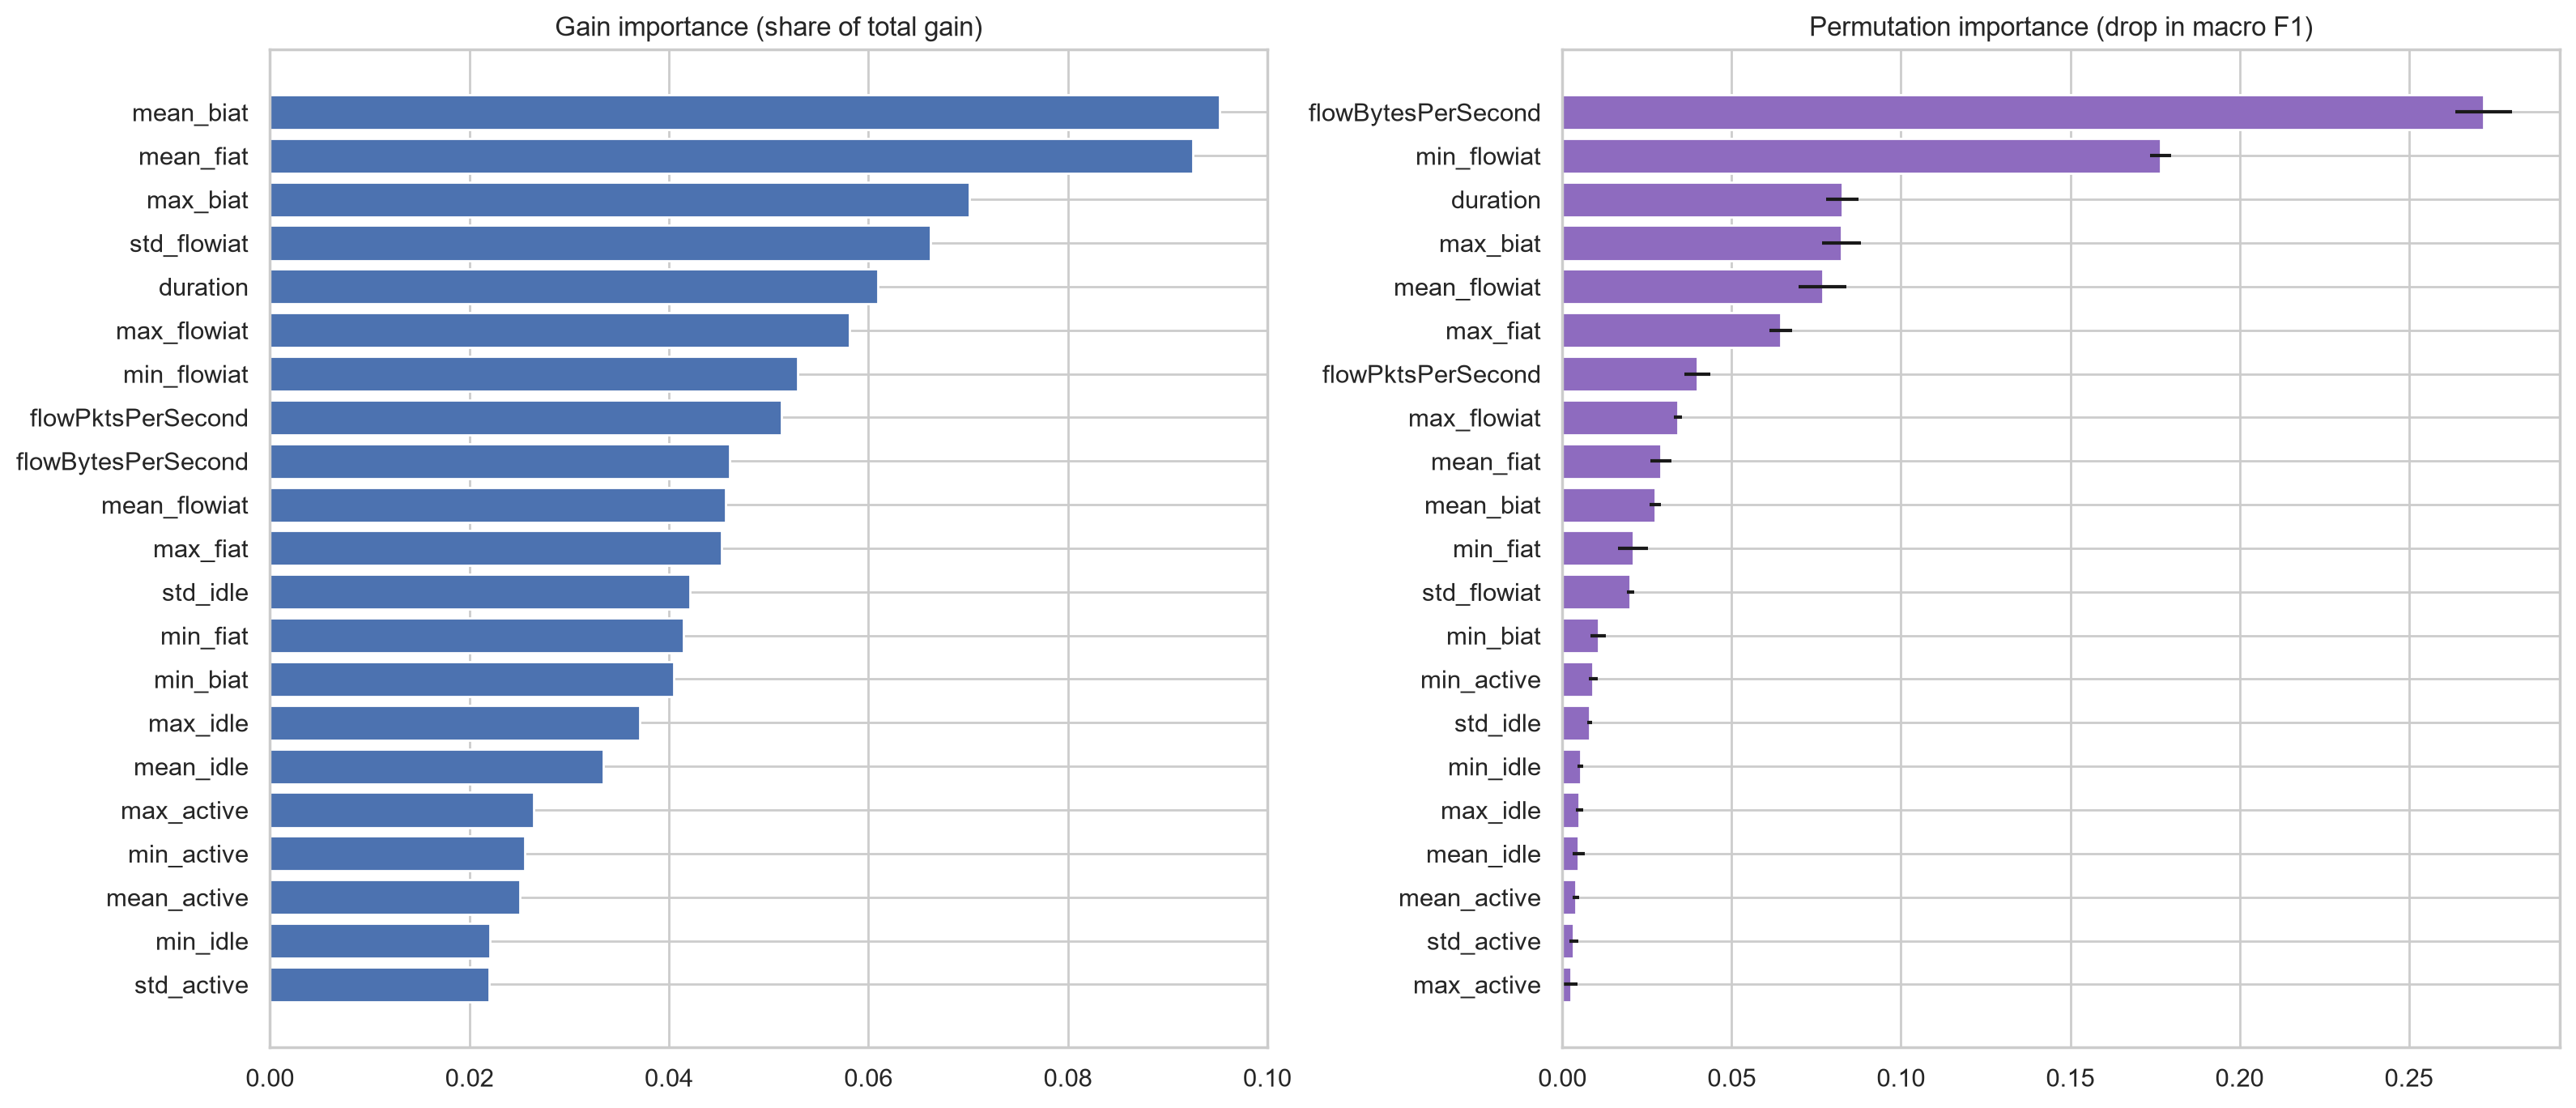 Gain importance (share of total gain)
mean_biat
mean_fiat
max_biat
std_flowiat
duration
max_flowiat
min_flowiat
flowPktsPerSecond
flowBytesPerSecond
mean_flowiat
max_fiat
std_idle
min_fiat
min_biat
max_idle
mean_idle
max_active
min_active
mean_active
min_idle
std_active
0.00 0.02 0.04 0.06 0.08 0.10
Permutation importance (drop in macro F1)
flowBytesPerSecond
min_flowiat
duration
max_biat
mean_flowiat
max_fiat
flowPktsPerSecond
max_flowiat
mean_fiat
mean_biat
min_fiat
std_flowiat
min_biat
min_active
std_idle
min_idle
max_idle
mean_idle
mean_active
std_active
max_active
0.00 0.05 0.10 0.15 0.20 0.25